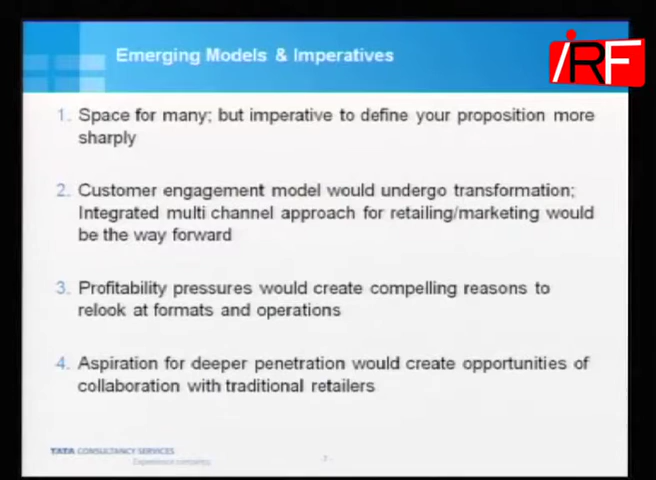 Emerging Models & Imperatives
iRF
1. Space for many; but imperative to define your proposition more
sharply
2. Customer engagement model would undergo transformation;
Integrated multi channel approach for retailing/marketing would
be the way forward
3. Profitability pressures would create compelling reasons to
relook at formats and operations
4. Aspiration for deeper penetration would create opportunities of
collaboration with traditional retailers
TATA CONSULTANCY SERVICES
Experience certainty.